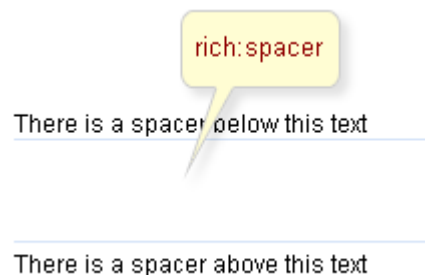 rich:spacer
There is a spacer below this text
There is a spacer above this text